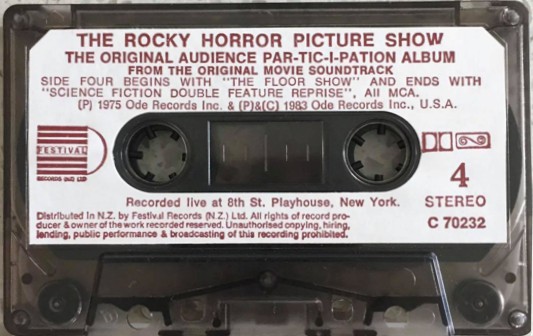 THE ROCKY HORROR PICTURE SHOW
THE ORIGINAL AUDIENCE PAR-TIC-I-PATION ALBUM
FROM THE ORIGINAL MOVIE SOUNDTRACK
SIDE FOUR BEGINS WITH "THE FLOOR SHOW" AND ENDS WITH
"SCIENCE FICTION DOUBLE FEATURE REPRISE", All MCA.
(P) 1975 Ode Records Inc. & (P)&(C) 1983 Ode Records Inc., U.S.A.
FESTIVAL
RECORDS (NZ) LTD
4
STEREO
C 70232
Recorded live at 8th St. Playhouse, New York.
Distributed in N.Z. by Festival Records (N.Z.) Ltd. All rights of record pro-
ducer & owner of the work recorded reserved. Unauthorised copying, hiring,
lending, public performance & broadcasting of this recording prohibited.